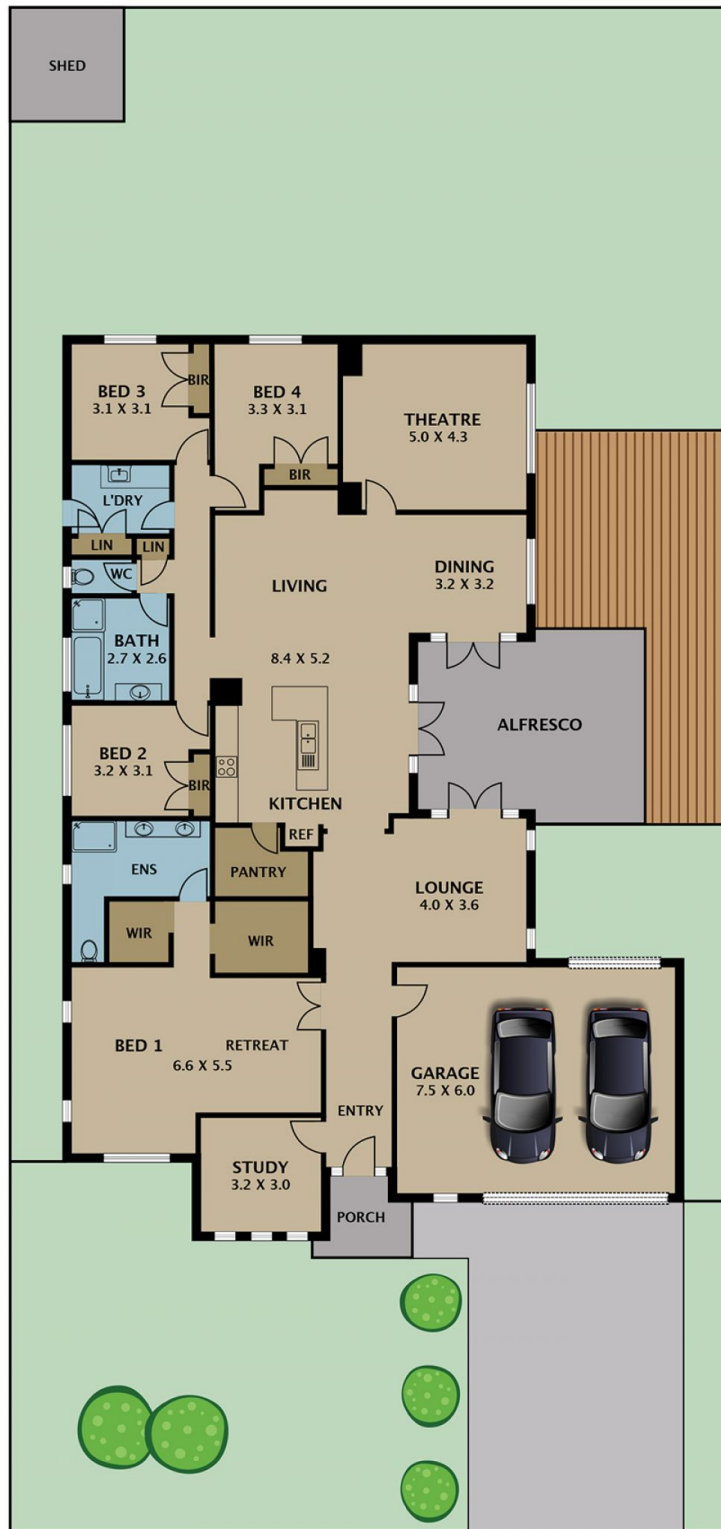 SHED
BED 3
3.1 X 3.1
BIR
BED 4
3.3 X 3.1
BIR
THEATRE
5.0 X 4.3
L'DRY
LIN
LIN
WC
LIVING
8.4 X 5.2
DINING
3.2 X 3.2
BATH
2.7 X 2.6
ALFRESCO
BED 2
3.2 X 3.1
BIR
KITCHEN
REF
PANTRY
ENS
WIR
WIR
LOUNGE
4.0 X 3.6
BED 1
RETREAT
6.6 X 5.5
GARAGE
7.5 X 6.0
ENTRY
STUDY
3.2 X 3.0
PORCH